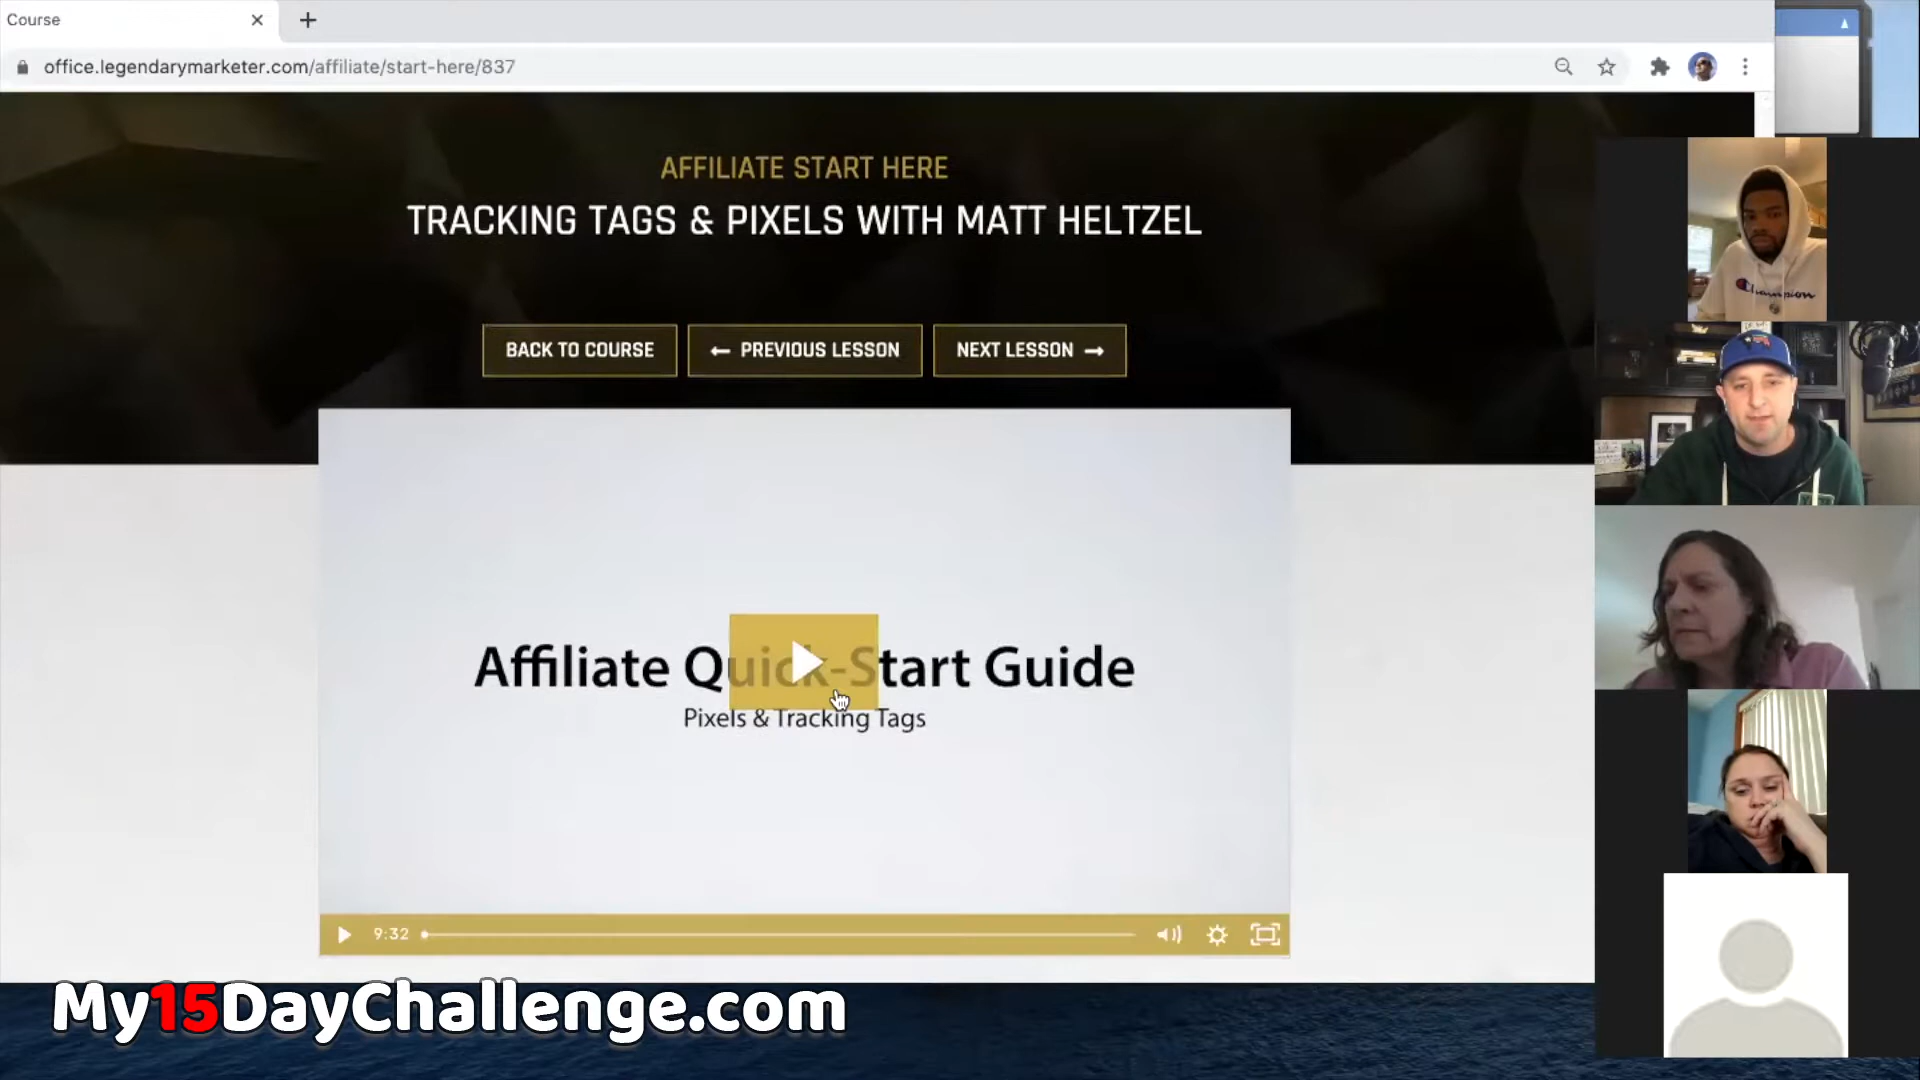 Course
office.legendarymarketer.com/affiliate/start-here/837
AFFILIATE START HERE
TRACKING TAGS & PIXELS WITH MATT HELTZEL
BACK TO COURSE
← PREVIOUS LESSON
NEXT LESSON →
Champion
Affiliate Quick-Start Guide
Pixels & Tracking Tags
9:32
My15DayChallenge.com